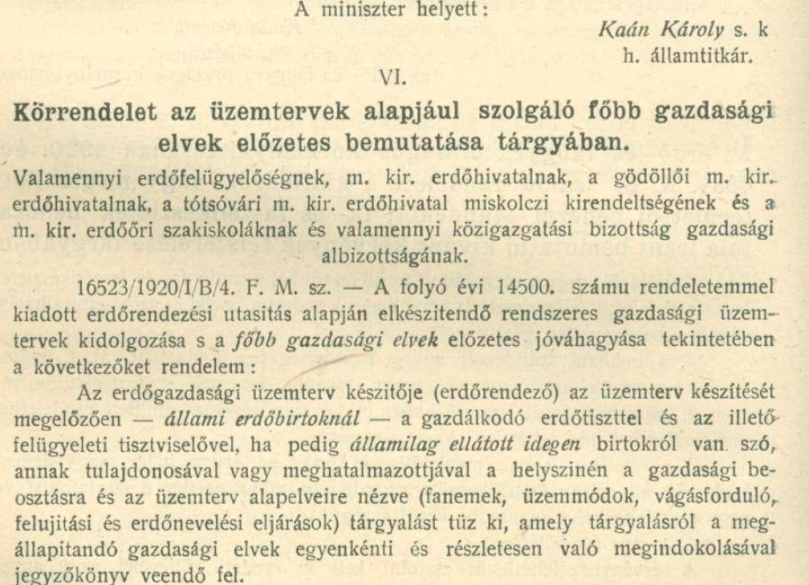 A miniszter helyett :
Kaán Károly s. k
h. államtitkár.
VI.
Körrendelet az üzemtervek alapjául szolgáló főbb gazdasági
elvek előzetes bemutatása tárgyában.
Valamennyi erdőfelügyelőségnek, m. kir. erdőhivatalnak, a gödöllői m. kir.
erdőhivatalnak, a tótsóvári m. kir. erdőhivatal miskolczi kirendeltségének és a
m. kir. erdőőri szakiskoláknak és valamennyi közigazgatási bizottság gazdasági
albizottságának.
16523/1920/I/B/4. F. M. sz. — A folyó évi 14500. számu rendeletemmel
kiadott erdőrendezési utasitás alapján elkészitendő rendszeres gazdasági üzem-
tervek kidolgozása s a főbb gazdasági elvek előzetes jóváhagyása tekintetében
a következőket rendelem :
Az erdőgazdasági üzemterv készitője (erdőrendező) az üzemterv készítését
megelőzően — állami erdőbirtoknál — a gazdálkodó erdőtiszttel és az illető
felügyeleti tisztviselővel, ha pedig államilag ellátott idegen birtokról van szó,
annak tulajdonosával vagy meghatalmazottjával a helyszinén a gazdasági be-
osztásra és az üzemterv alapelveire nézve (fanemek, üzemmódok, vágásforduló,
felujitási és erdőnevelési eljárások) tárgyalást tüz ki, amely tárgyalásról a meg-
állapitandó gazdasági elvek egyenkénti és részletesen való megindokolásával
jegyzőkönyv veendő fel.